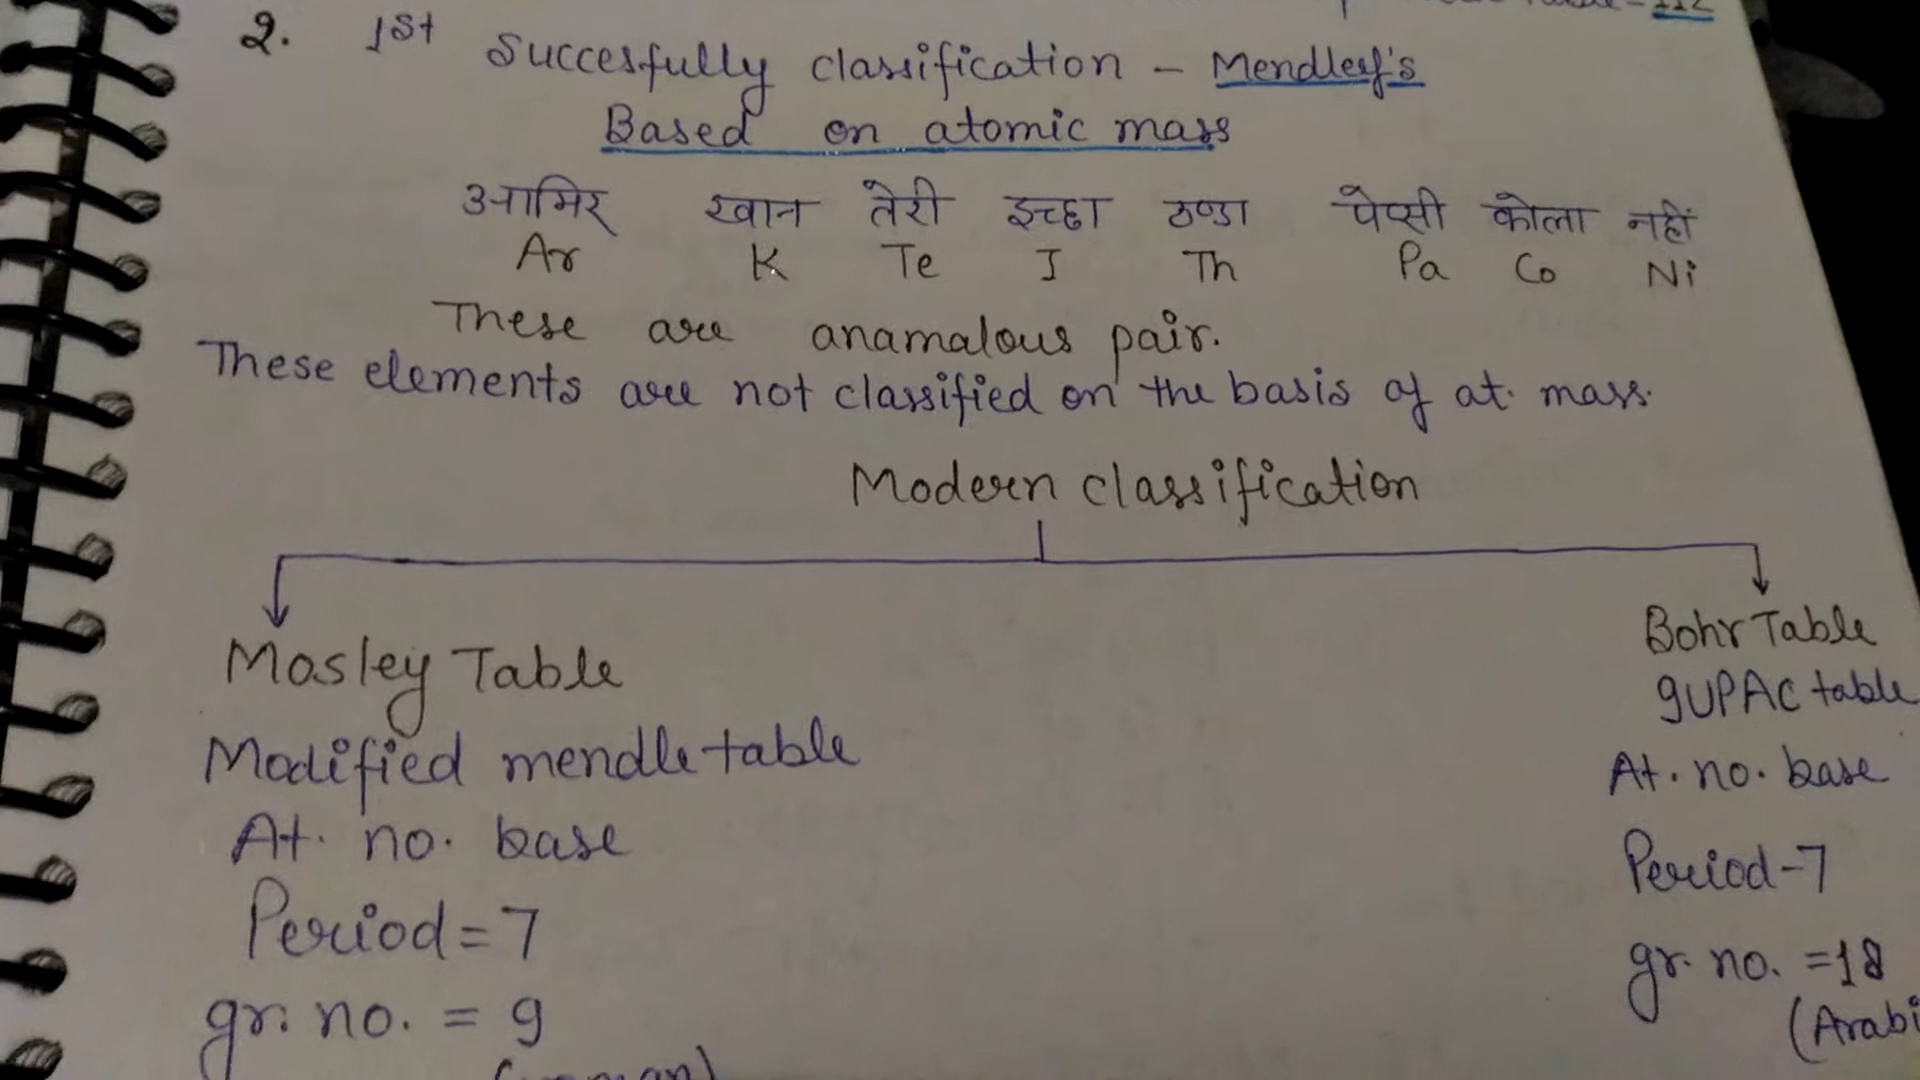 2. 1st Succesfully classification - Mendleef's
Based on atomic mass
आमिर खान तेरी इच्छा ठण्डा पेप्सी कोला नहीं
Ar K Te I Th Pa Co Ni
These are anamalous pair.
These elements are not classified on the basis of at. mass.
Modern classification
Mosley Table
Modified mendle table
At. no. base
Period = 7
gr. no. = 9
Bohr Table
IUPAC table
At. no. base
Period - 7
gr. no. = 18